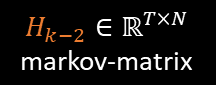 H_{k-2} ∈ ℝ^{T×N}
markov-matrix